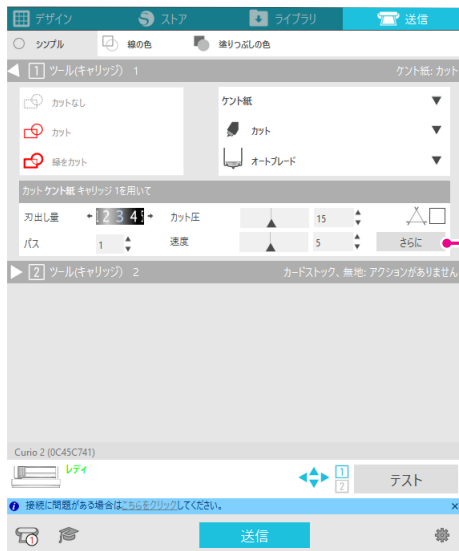 デザイン ストア ライブラリ 送信
シンプル 線の色 塗りつぶしの色
1 ツール(キャリッジ) 1 ケント紙: カット
カットなし ケント紙
カット カット
縁をカット オートブレード
カット ケント紙 キャリッジ 1を用いて
刃出し量 2 3 4 カット圧 15
パス 1 速度 5 さらに
2 ツール(キャリッジ) 2 カードストック、無地: アクションがありません
Curio 2 (0C45C741)
レディ 1
2 テスト
接続に問題がある場合はこちらをクリックしてください。 ×
送信